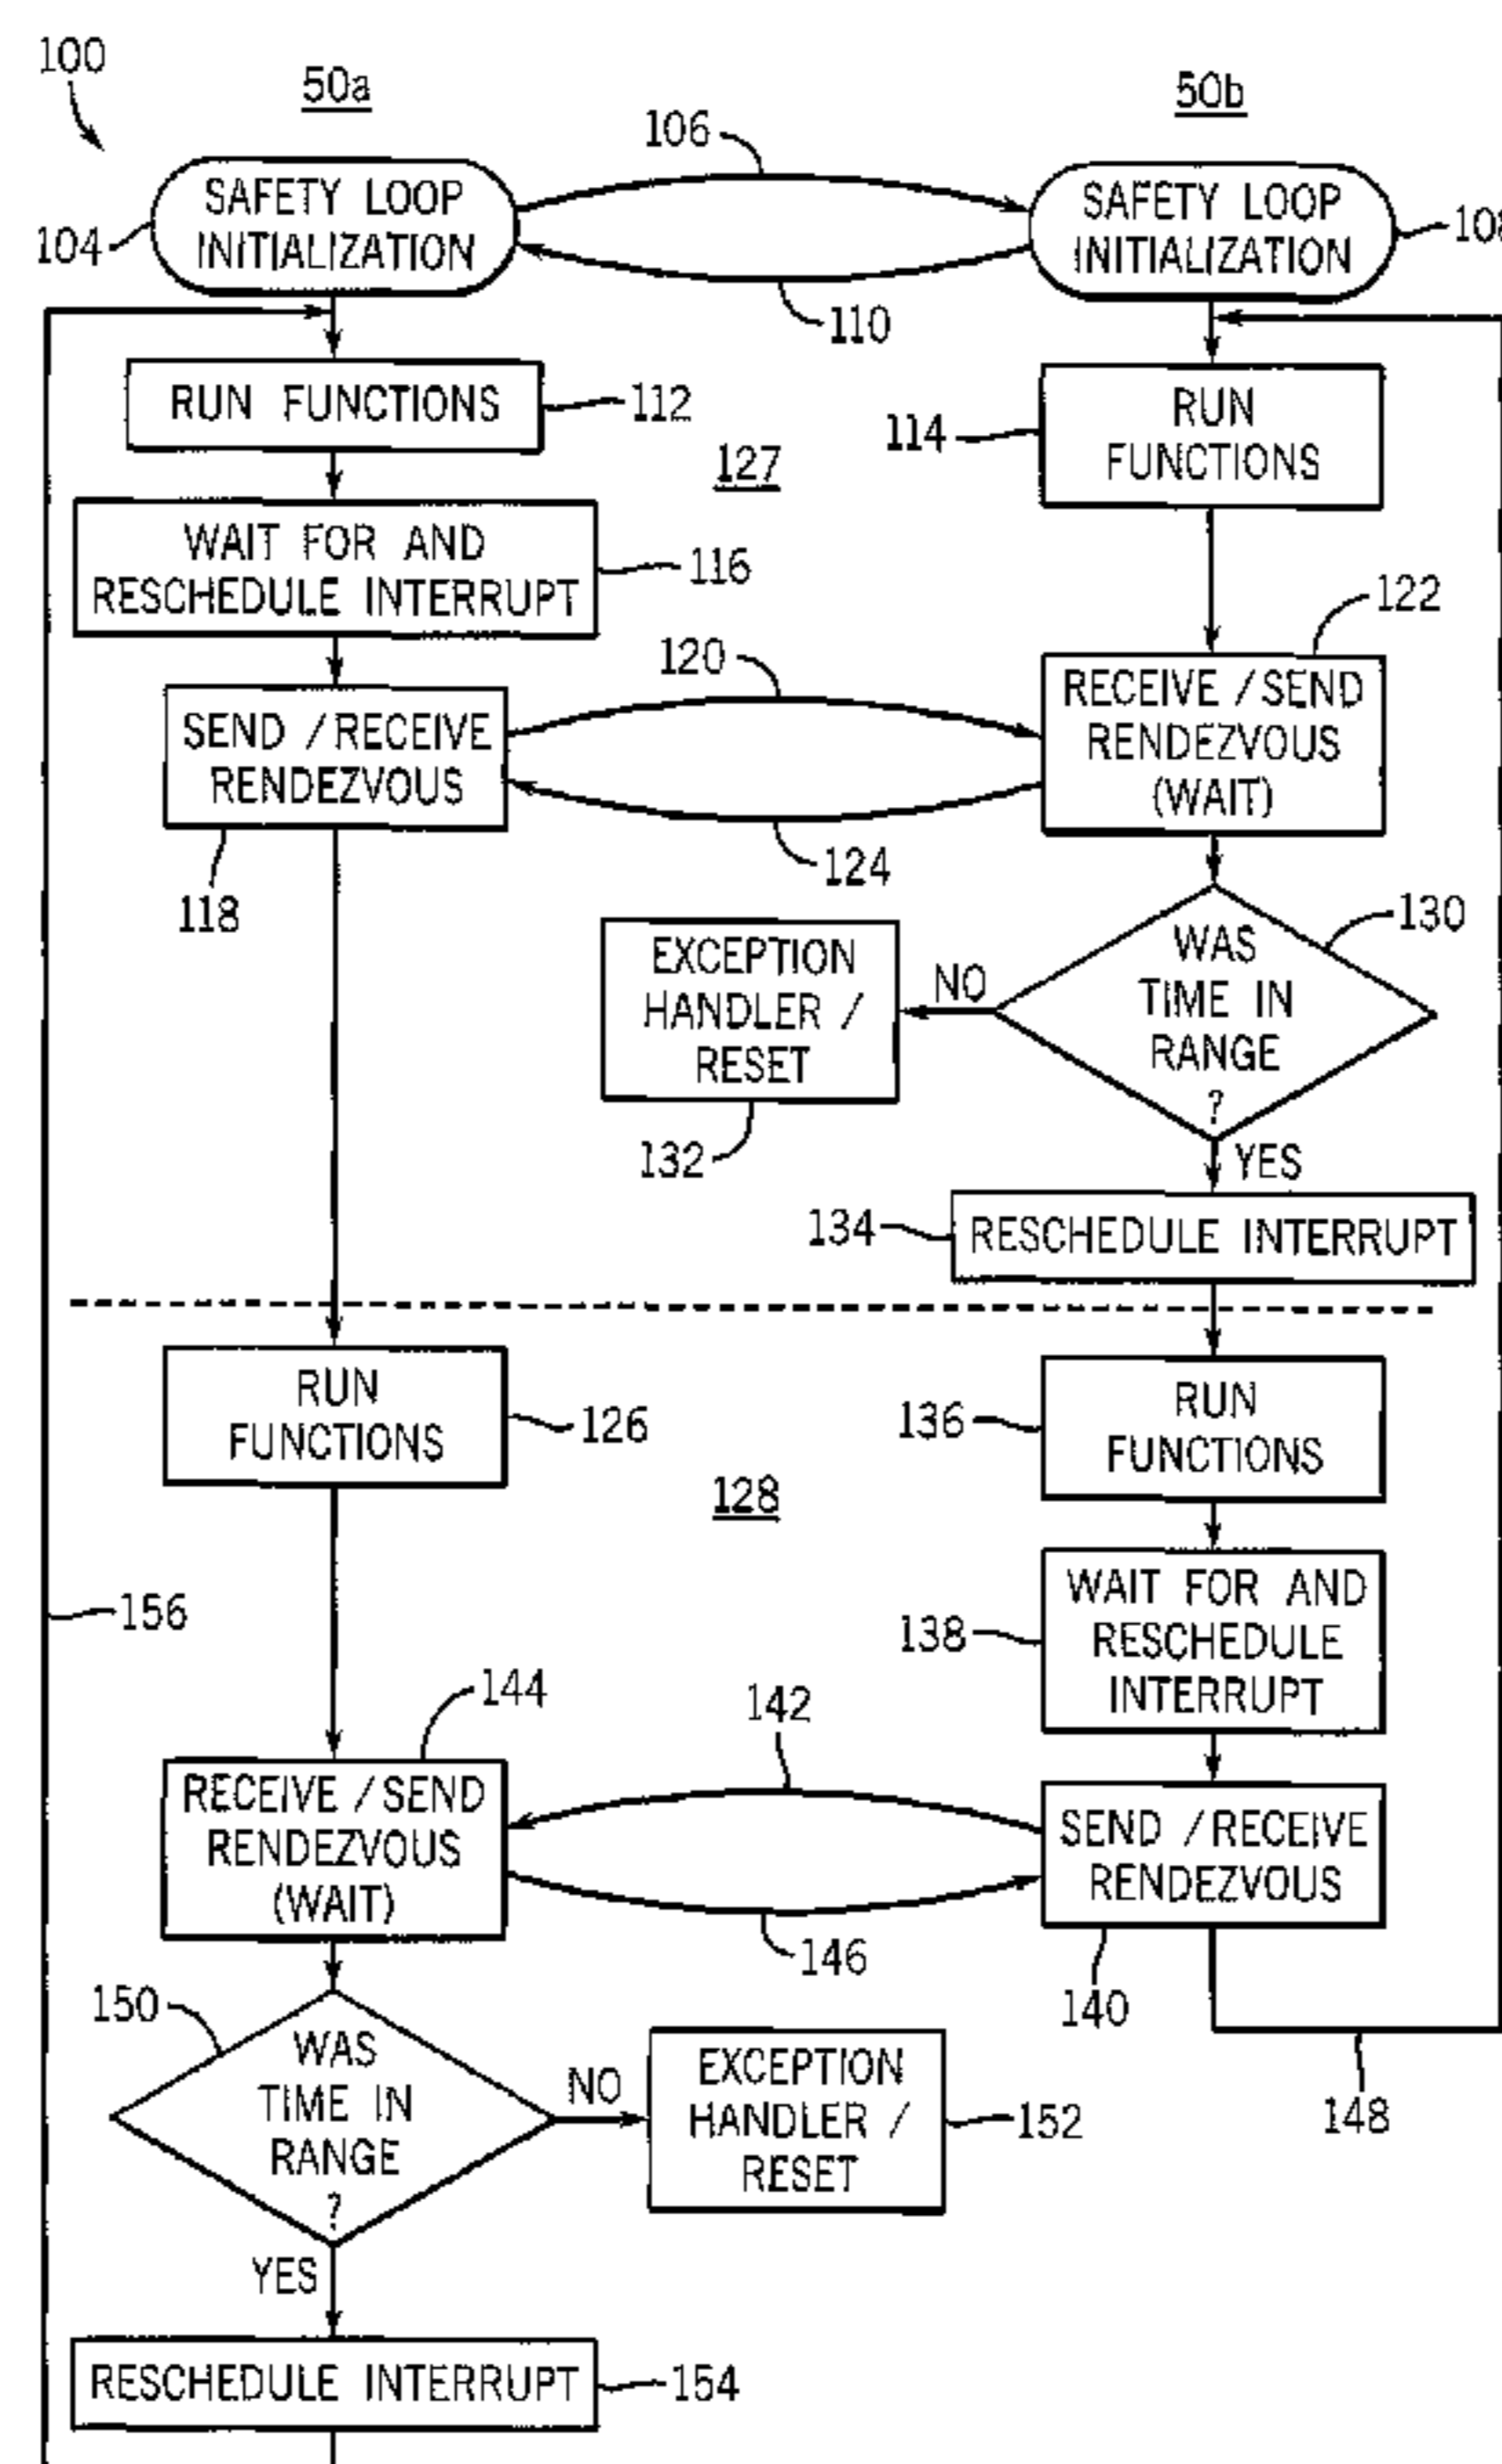 100
50a
50b
106
SAFETY LOOP
INITIALIZATION
104
SAFETY LOOP
INITIALIZATION
110
RUN FUNCTIONS
112
RUN
FUNCTIONS
114
127
WAIT FOR AND
RESCHEDULE INTERRUPT
116
120
122
SEND / RECEIVE
RENDEZVOUS
RECEIVE / SEND
RENDEZVOUS
(WAIT)
118
124
130
EXCEPTION
HANDLER /
RESET
NO
WAS
TIME IN
RANGE
?
132
YES
134
RESCHEDULE INTERRUPT
RUN
FUNCTIONS
126
136
RUN
FUNCTIONS
128
156
138
WAIT FOR AND
RESCHEDULE
INTERRUPT
144
142
RECEIVE / SEND
RENDEZVOUS
(WAIT)
SEND / RECEIVE
RENDEZVOUS
146
140
150
WAS
TIME IN
RANGE
?
NO
EXCEPTION
HANDLER /
RESET
152
148
YES
RESCHEDULE INTERRUPT
154